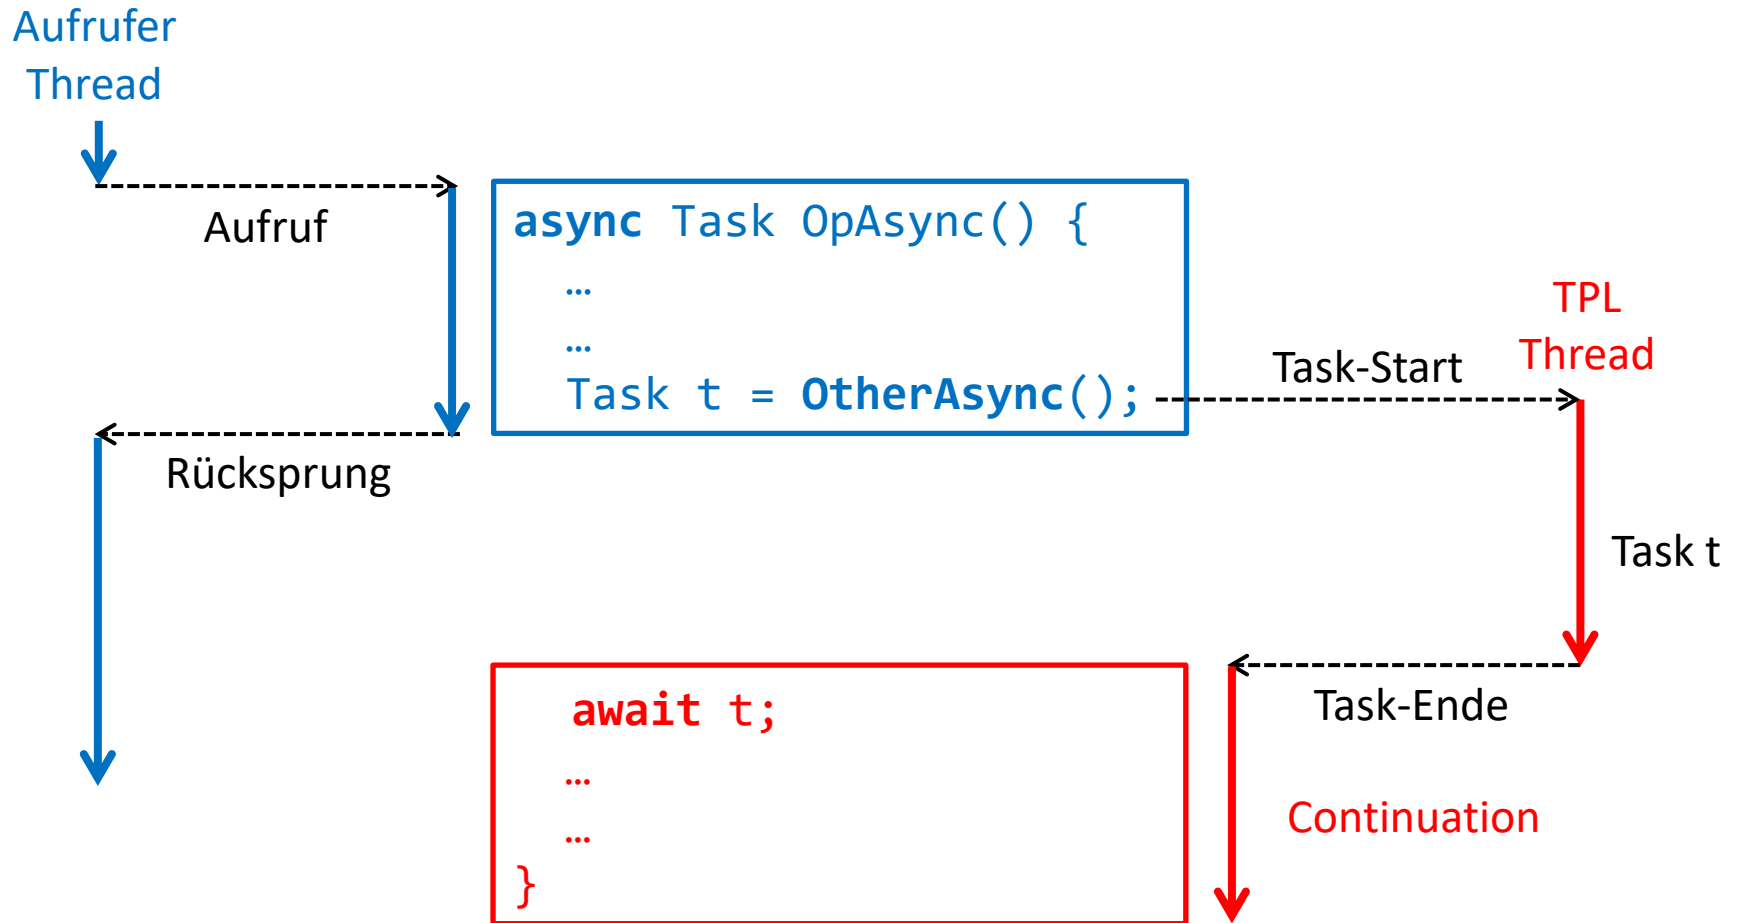 Aufrufer
Thread
Aufruf
async Task OpAsync() {
…
…
Task t = OtherAsync();
TPL
Thread
Task-Start
Rücksprung
Task t
await t;
…
…
}
Task-Ende
Continuation